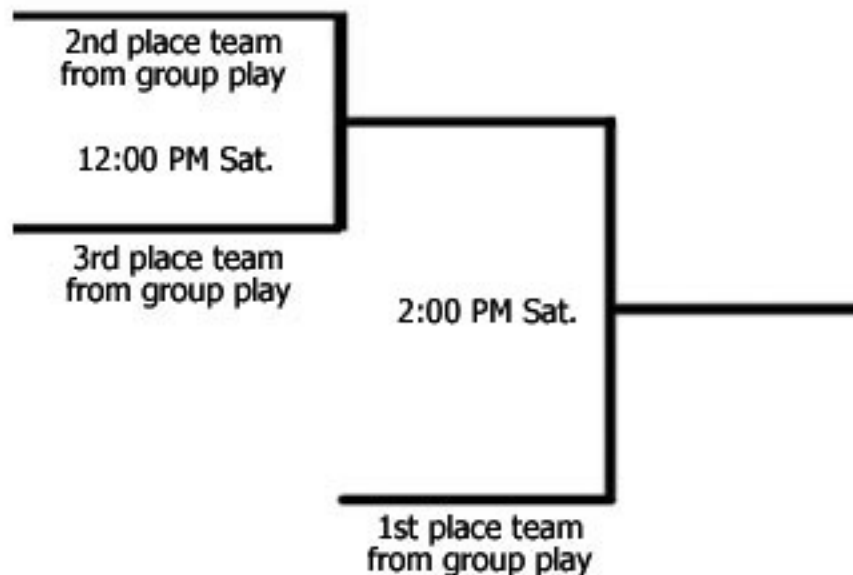 2nd place team
from group play
12:00 PM Sat.
3rd place team
from group play
2:00 PM Sat.
1st place team
from group play